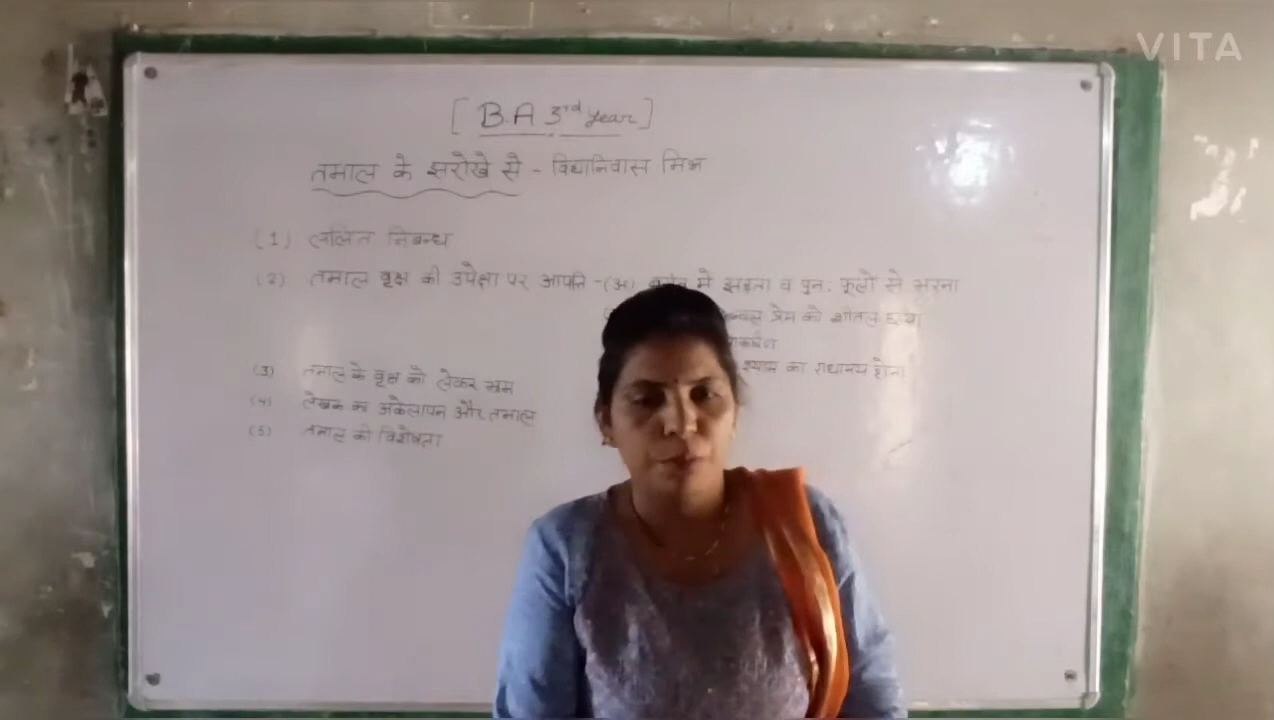 VITA
[B.A 3rd year]
तमाल के झरोखे से - विद्यानिवास मिश्र
(1) ललित निबन्ध
(2) तमाल वृक्ष की उपेक्षा पर आपत्ति - (अ) में झड़ना व पुन: फूलों से भरना
प्रेम को शीतल छाया
श्याम का राधामय होना
(3) तमाल के वृक्ष को लेकर भ्रम
(4) लेखक का अकेलापन और तमाल
(5) तमाल की विशेषता